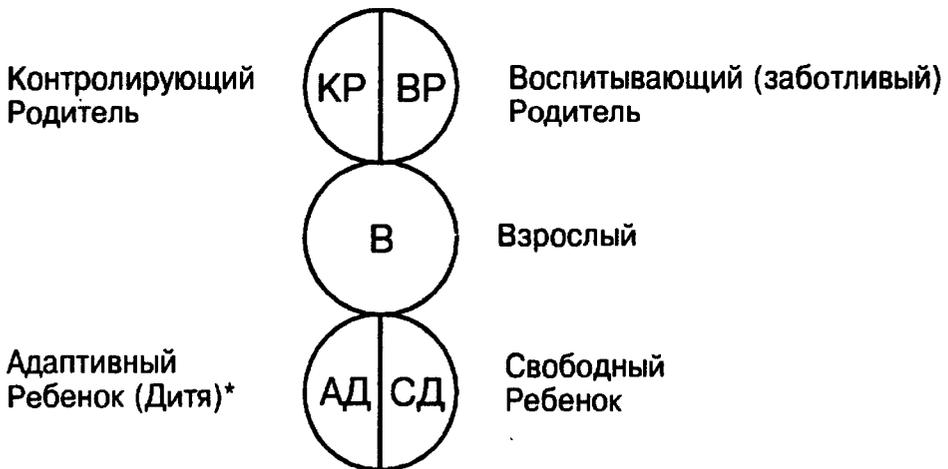 Контролирующий
Родитель
КР ВР
Воспитывающий (заботливый)
Родитель
В
Взрослый
Адаптивный
Ребенок (Дитя)*
АД СД
Свободный
Ребенок